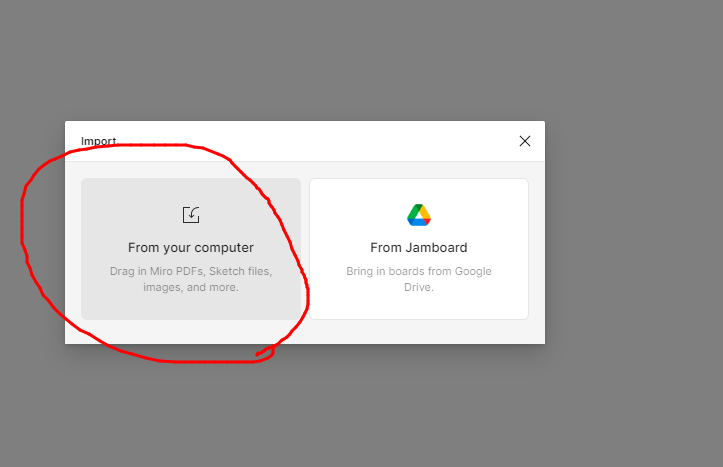 Import
From your computer
Drag in Miro PDFs, Sketch files,
images, and more.
From Jamboard
Bring in boards from Google
Drive.